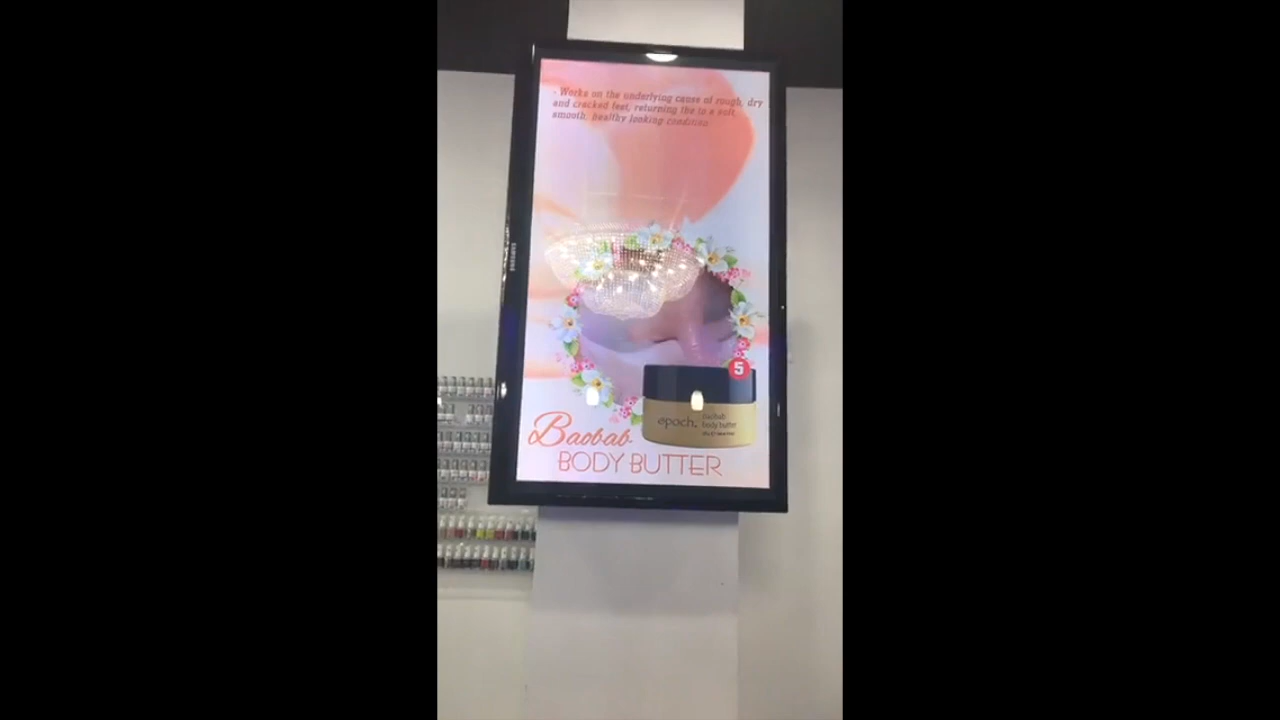 - Works on the underlying cause of rough, dry
and cracked feet, returning the to a soft,
smooth, healthy looking condition
SAMSUNG
5
epoch.
baobab
body butter
Baobab
BODY BUTTER